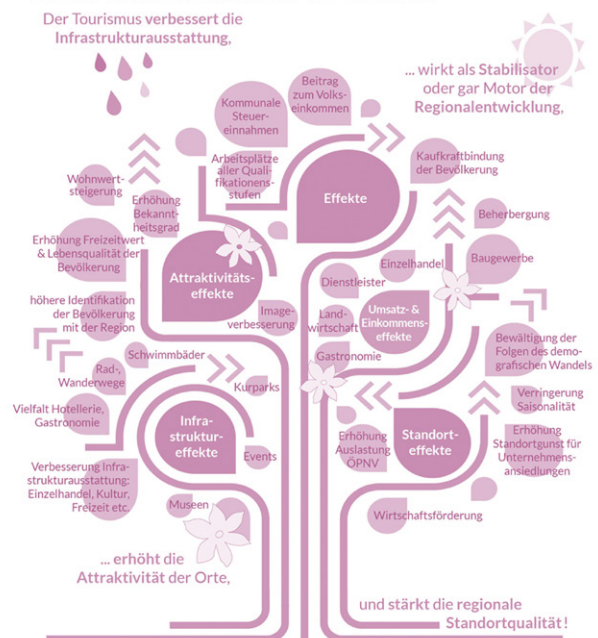 Der Tourismus verbessert die
Infrastrukturausstattung,
... wirkt als Stabilisator
oder gar Motor der
Regionalentwicklung,
Beitrag
zum Volks-
einkommen
Kommunale
Steuer-
einnahmen
Arbeitsplätze
aller Quali-
fikationens-
stufen
Effekte
Kaufkraftbindung
der Bevölkerung
Wohnwert-
steigerung
Erhöhung
Bekannt-
heitsgrad
Erhöhung Freizeitwert
& Lebensqualität der
Bevölkerung
Attraktivitäts-
effekte
höhere Identifikation
der Bevölkerung
mit der Region
Image-
verbesserung
Beherbergung
Baugewerbe
Einzelhandel
Dienstleister
Land-
wirtschaft
Umsatz- &
Einkommens-
effekte
Gastronomie
Bewältigung der
Folgen des demo-
grafischen Wandels
Schwimmbäder
Rad-,
Wanderwege
Kurparks
Vielfalt Hotellerie,
Gastronomie
Infra-
struktur-
effekte
Events
Verbesserung Infra-
strukturausstattung:
Einzelhandel, Kultur,
Freizeit etc.
Museen
Verringerung
Saisonalität
Erhöhung
Auslastung
ÖPNV
Standort-
effekte
Erhöhung
Standortgunst für
Unternehmens-
ansiedlungen
Wirtschaftsförderung
... erhöht die
Attraktivität der Orte,
und stärkt die regionale
Standortqualität!